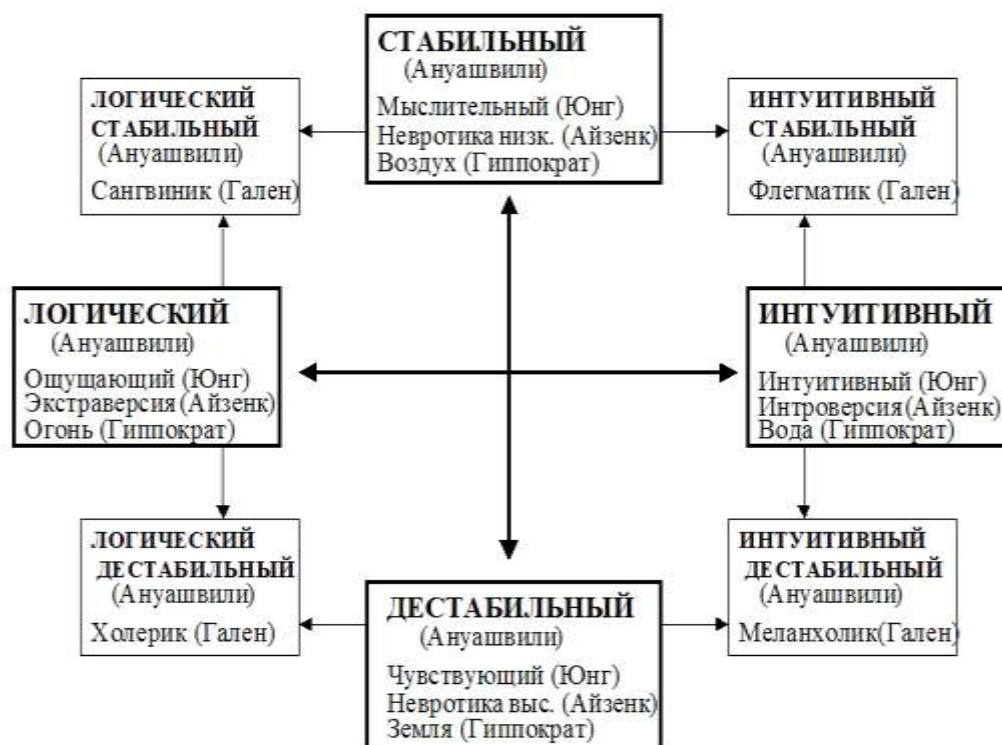 СТАБИЛЬНЫЙ
(Ануашвили)
Мыслительный (Юнг)
Невротика низк. (Айзенк)
Воздух (Гиппократ)
ЛОГИЧЕСКИЙ
СТАБИЛЬНЫЙ
(Ануашвили)
Сангвиник (Гален)
ИНТУИТИВНЫЙ
СТАБИЛЬНЫЙ
(Ануашвили)
Флегматик (Гален)
ЛОГИЧЕСКИЙ
(Ануашвили)
Ощущающий (Юнг)
Экстраверсия (Айзенк)
Огонь (Гиппократ)
ИНТУИТИВНЫЙ
(Ануашвили)
Интуитивный (Юнг)
Интроверсия (Айзенк)
Вода (Гиппократ)
ЛОГИЧЕСКИЙ
ДЕСТАБИЛЬНЫЙ
(Ануашвили)
Холерик (Гален)
ДЕСТАБИЛЬНЫЙ
(Ануашвили)
Чувствующий (Юнг)
Невротика выс. (Айзенк)
Земля (Гиппократ)
ИНТУИТИВНЫЙ
ДЕСТАБИЛЬНЫЙ
(Ануашвили)
Меланхолик(Гален)